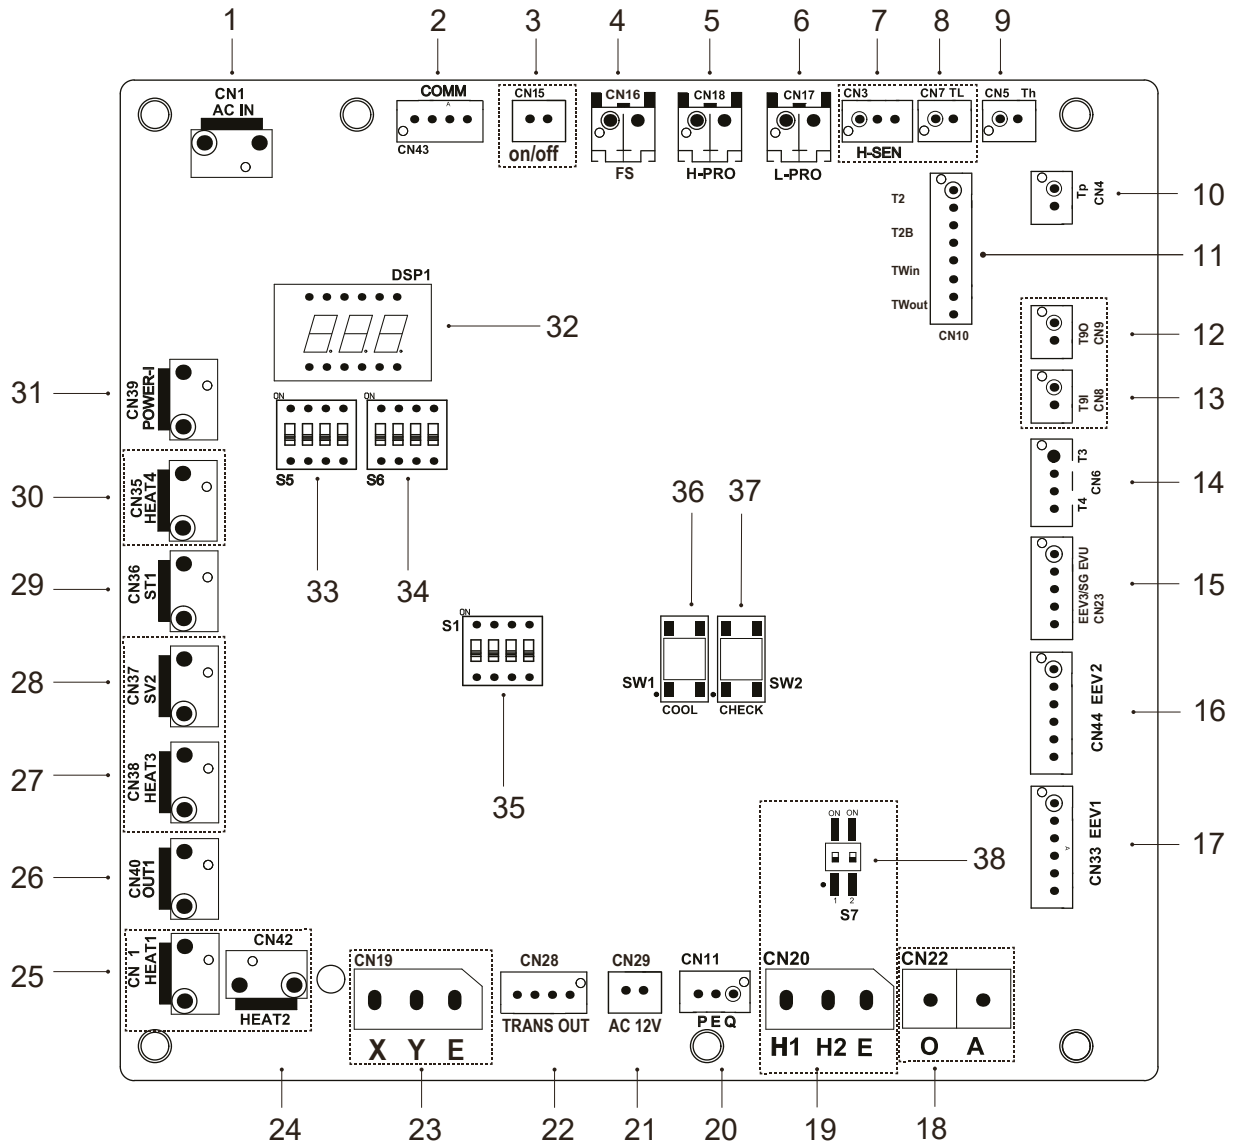 1 2 3 4 5 6 7 8 9
CN1
AC IN
COMM
A
CN43
CN15
on/off
CN16
FS
CN18
H-PRO
CN17
L-PRO
CN3
H-SEN
CN7 TL
CN5 Th
Tp
CN4
10
T2
T2B
TWin
TWout
CN10
11
DSP1
32
T9O
CN9
12
T9I
CN8
13
31
CN39
POWER-I
ON
S5
33
ON
S6
34
T3
T4
CN6
14
30
CN35
HEAT4
36
37
29
CN36
ST1
EEV3/SG EVU
CN23
15
ON
S1
35
SW1
COOL
SW2
CHECK
28
CN37
SV2
CN44 EEV2
16
27
CN38
HEAT3
ON ON
1 2
S7
38
A
CN33 EEV1
17
26
CN40
OUT1
25
CN 1
HEAT1
CN42
HEAT2
CN19
X Y E
CN28
TRANS OUT
CN29
AC 12V
CN11
P E Q
CN20
H1 H2 E
CN22
O A
24 23 22 21 20 19 18